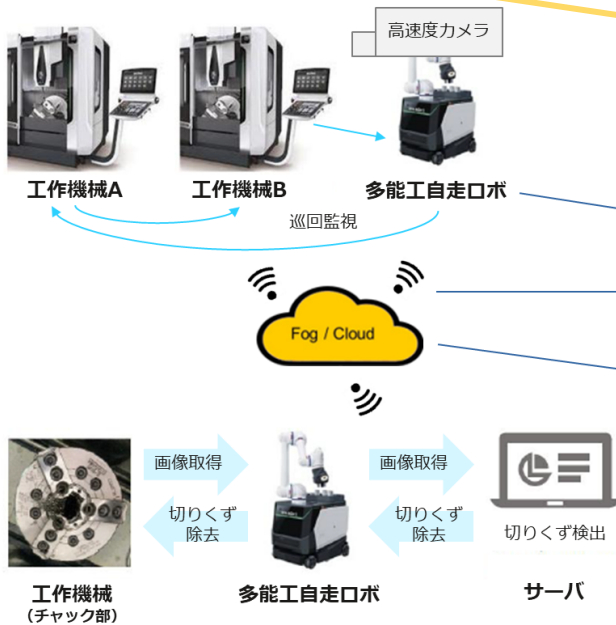 高速度カメラ
工作機械A
工作機械B
多能工自走ロボ
巡回監視
Fog / Cloud
画像取得
画像取得
切りくず
除去
切りくず
除去
切りくず検出
工作機械
（チャック部）
多能工自走ロボ
サーバ